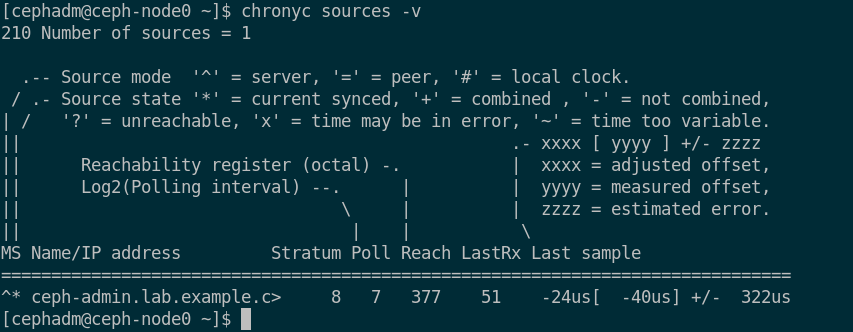 [cephadm@ceph-node0 ~]$ chronyc sources -v
210 Number of sources = 1

  .-- Source mode  '^' = server, '=' = peer, '#' = local clock.
 / .- Source state '*' = current synced, '+' = combined , '-' = not combined,
| /   '?' = unreachable, 'x' = time may be in error, '~' = time too variable.
||                                                 .- xxxx [ yyyy ] +/- zzzz
||      Reachability register (octal) -.           |  xxxx = adjusted offset,
||      Log2(Polling interval) --.      |          |  yyyy = measured offset,
||                                \     |          |  zzzz = estimated error.
||                                 |    |           \
MS Name/IP address         Stratum Poll Reach LastRx Last sample
===============================================================================
^* ceph-admin.lab.example.c>     8   7   377    51    -24us[  -40us] +/-  322us
[cephadm@ceph-node0 ~]$